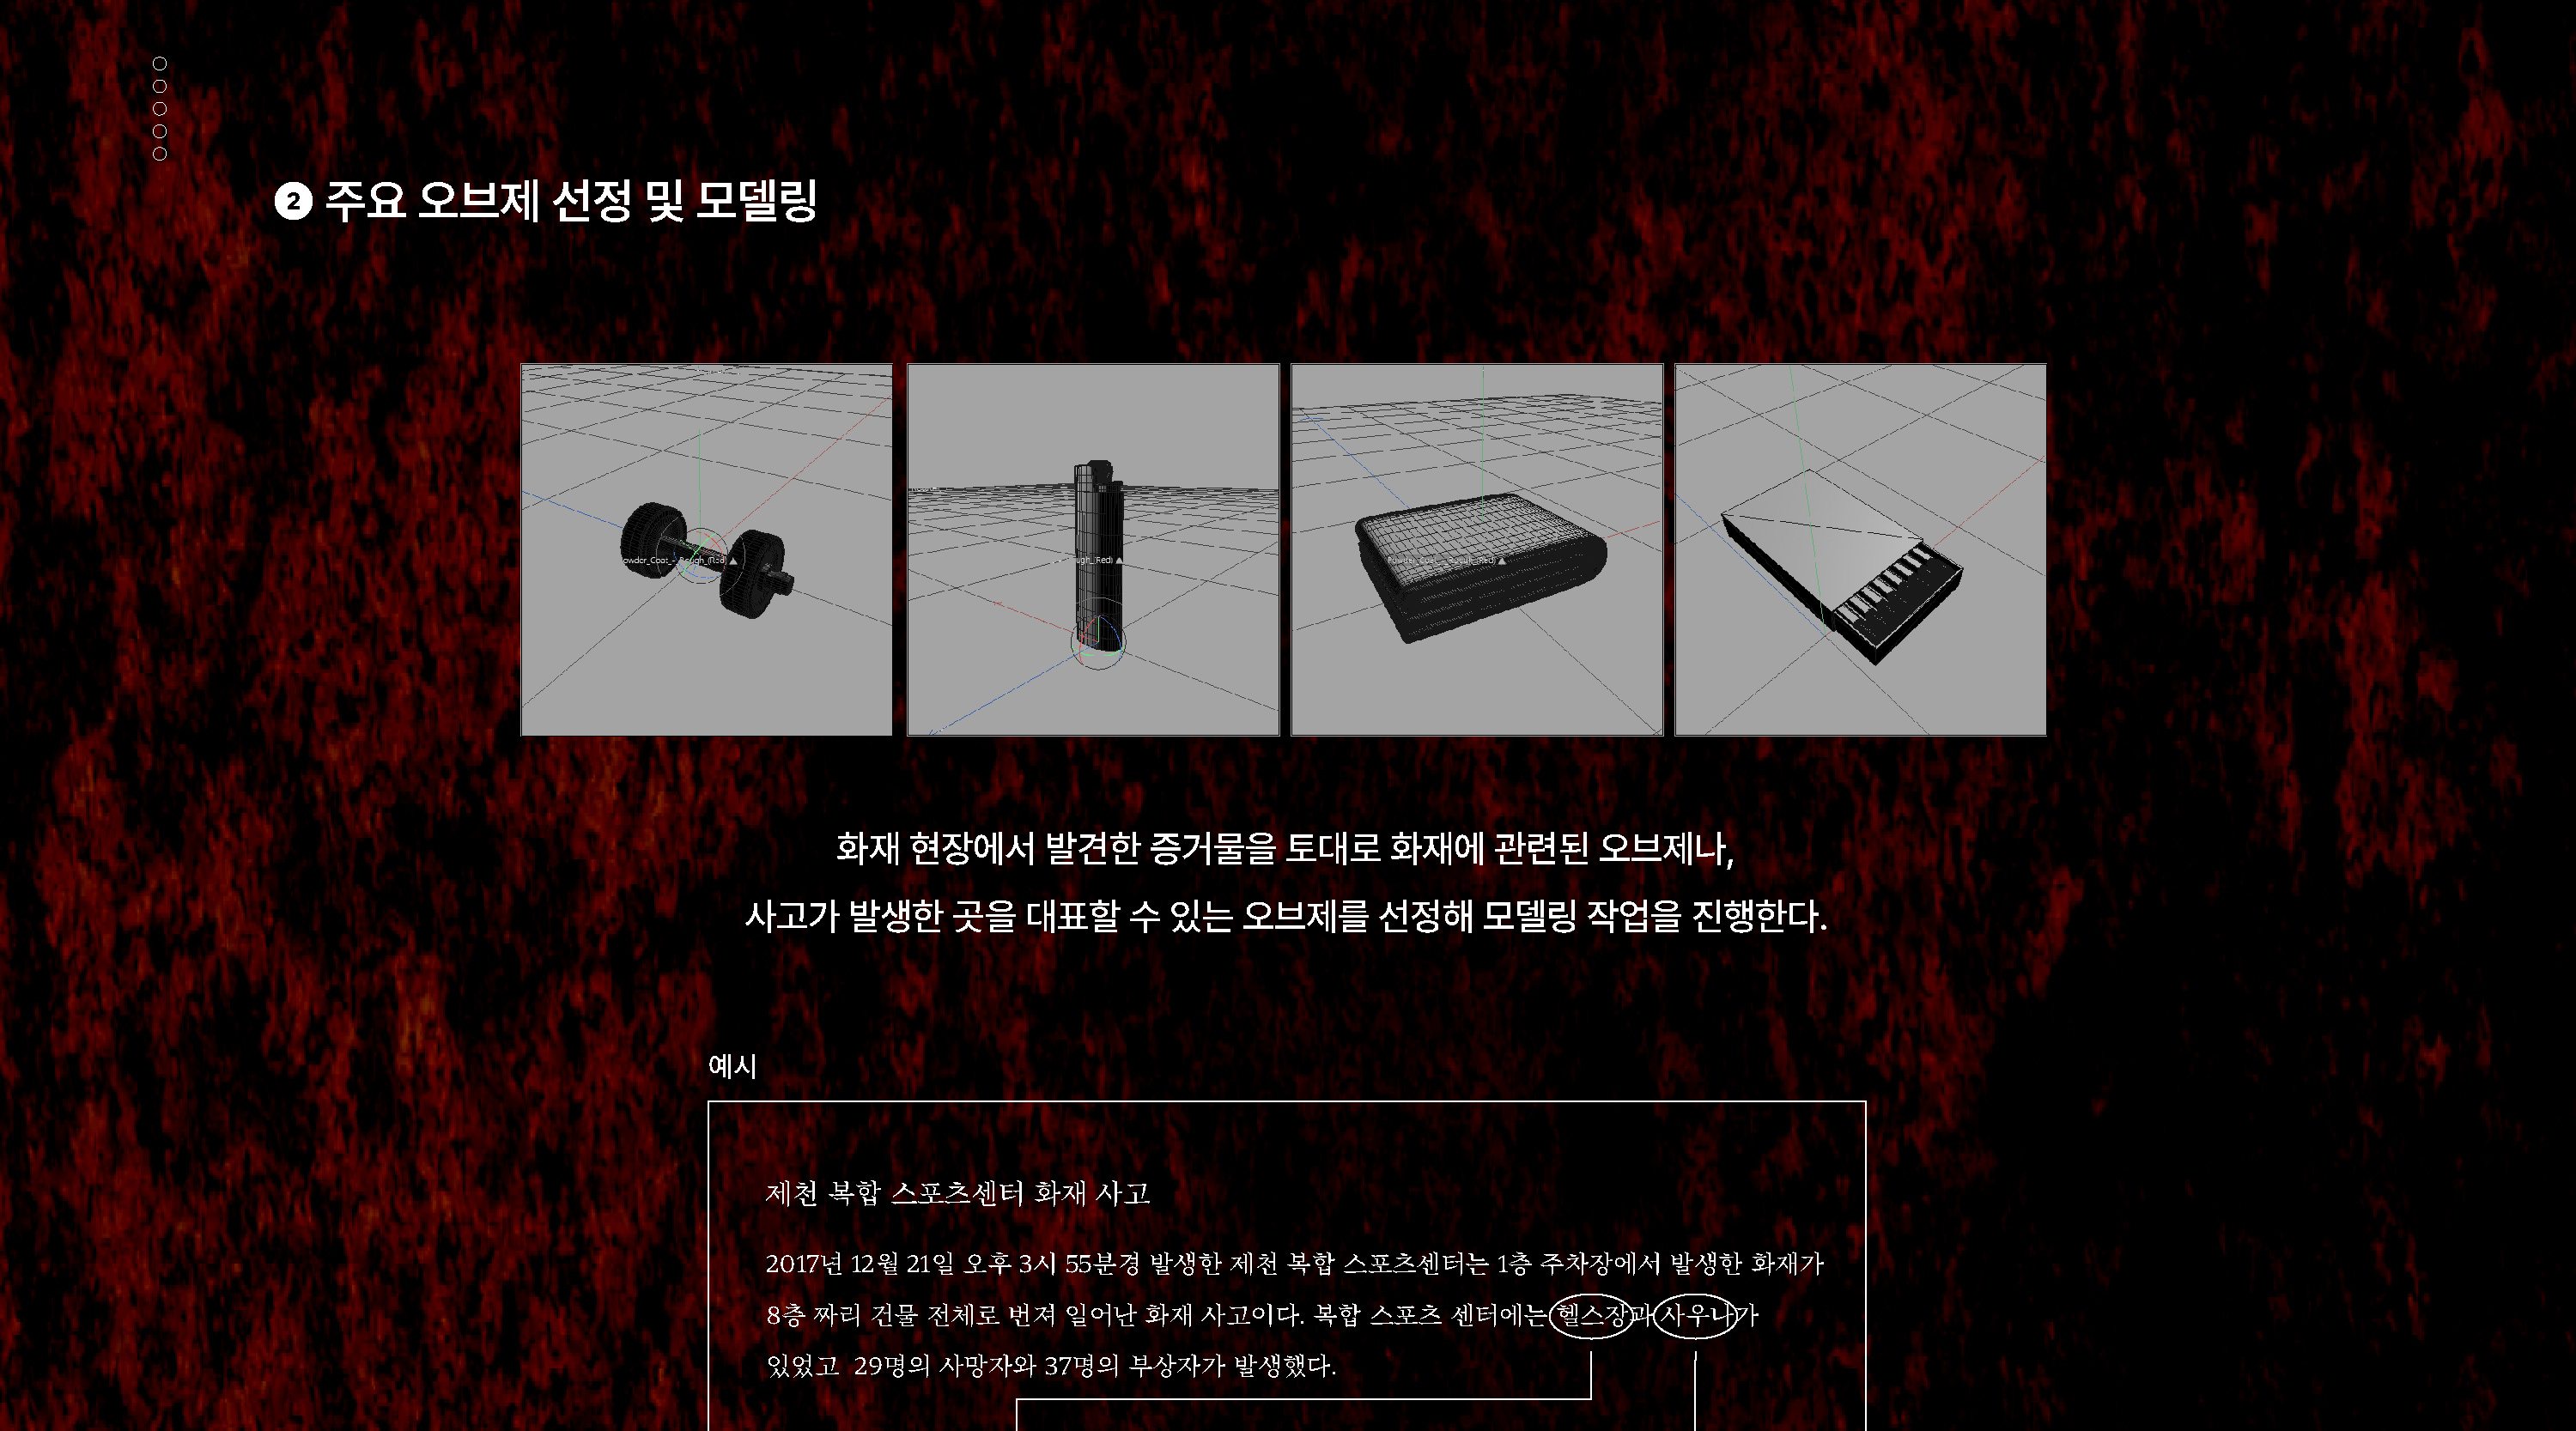 2 주요 오브제 선정 및 모델링
owder_Coat_-_Rough_(Red)
ugh_(Red)
Powder_Coat_-_Rough_(Red)
화재 현장에서 발견한 증거물을 토대로 화재에 관련된 오브제나,
사고가 발생한 곳을 대표할 수 있는 오브제를 선정해 모델링 작업을 진행한다.
예시
제천 복합 스포츠센터 화재 사고
2017년 12월 21일 오후 3시 55분경 발생한 제천 복합 스포츠센터는 1층 주차장에서 발생한 화재가
8층 짜리 건물 전체로 번져 일어난 화재 사고이다. 복합 스포츠 센터에는 헬스장과 사우나가
있었고 29명의 사망자와 37명의 부상자가 발생했다.